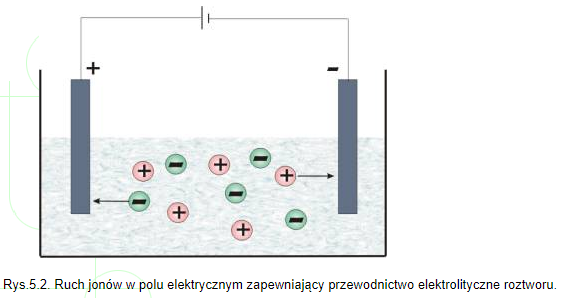 + -
+ - + - +
- - + + -
Rys.5.2. Ruch jonów w polu elektrycznym zapewniający przewodnictwo elektrolityczne roztworu.